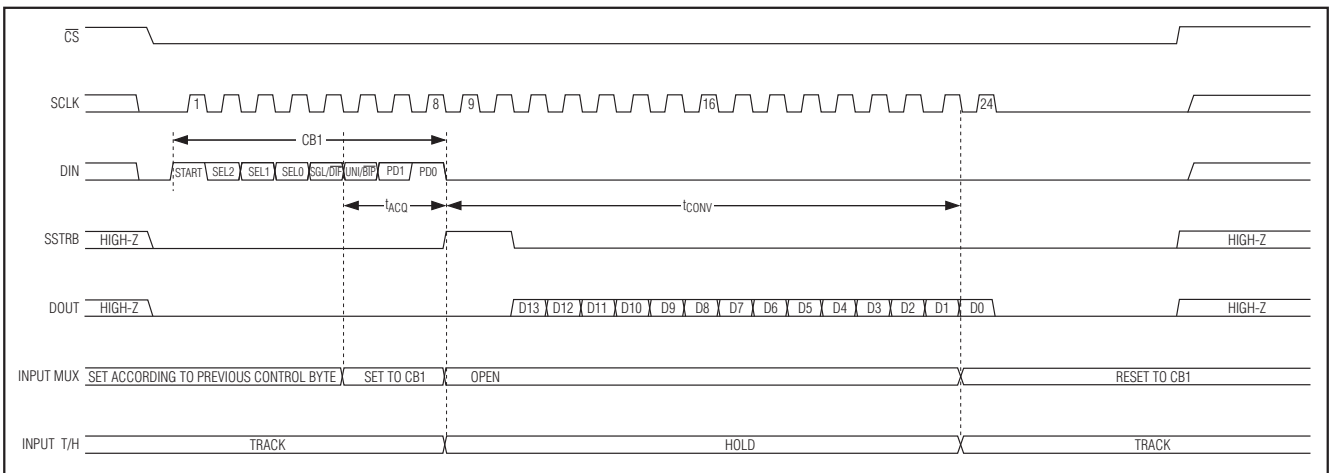 CS
SCLK 1 8 9 16 24
CB1
DIN START SEL2 SEL1 SEL0 SGL/DIF UNI/BIP PD1 PD0
tACQ tCONV
SSTRB HIGH-Z HIGH-Z
DOUT HIGH-Z D13 D12 D11 D10 D9 D8 D7 D6 D5 D4 D3 D2 D1 D0 HIGH-Z
INPUT MUX SET ACCORDING TO PREVIOUS CONTROL BYTE SET TO CB1 OPEN RESET TO CB1
INPUT T/H TRACK HOLD TRACK